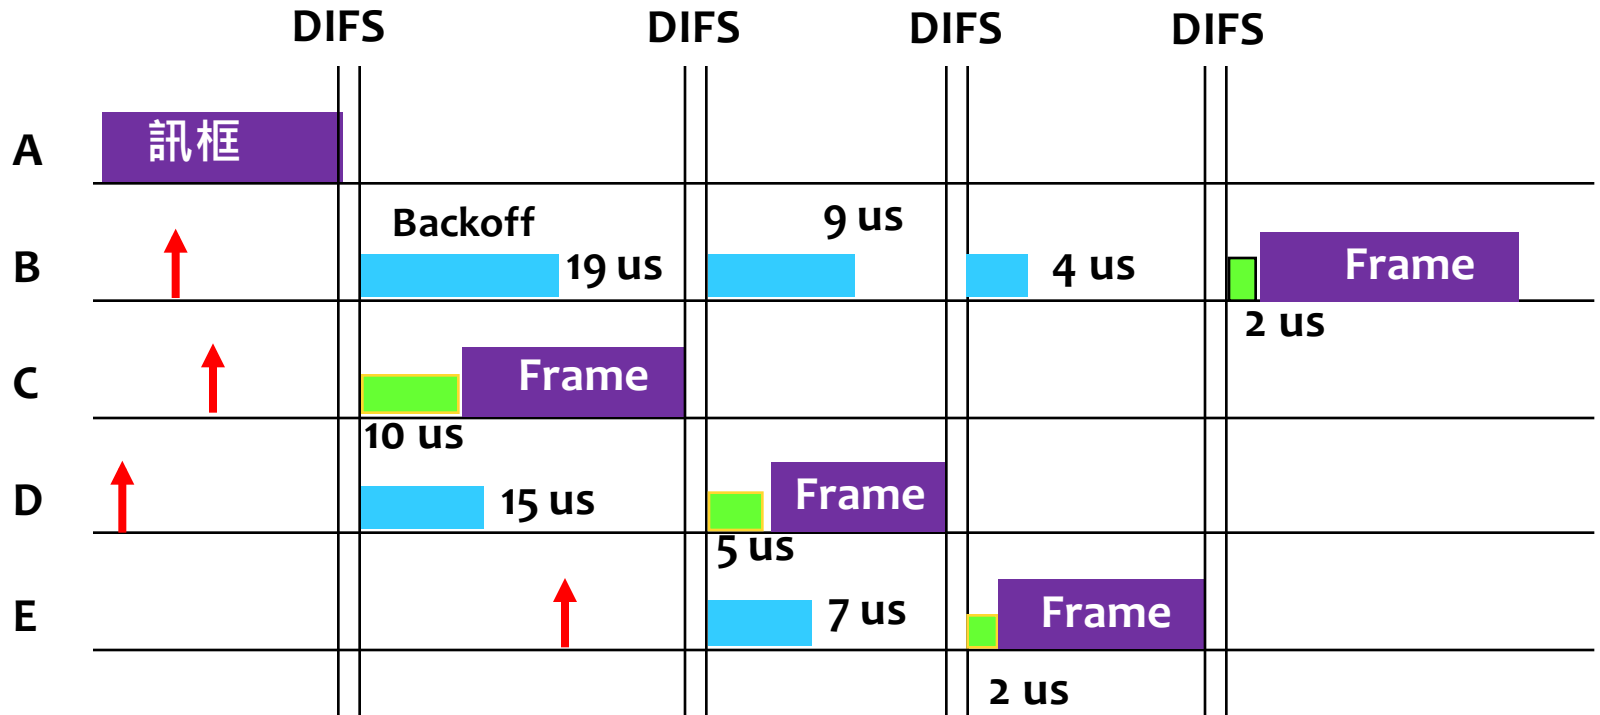 DIFS DIFS DIFS DIFS
A 訊框
Backoff 9 us
B 19 us 4 us Frame
2 us
C Frame
10 us
D 15 us Frame
5 us
E 7 us Frame
2 us